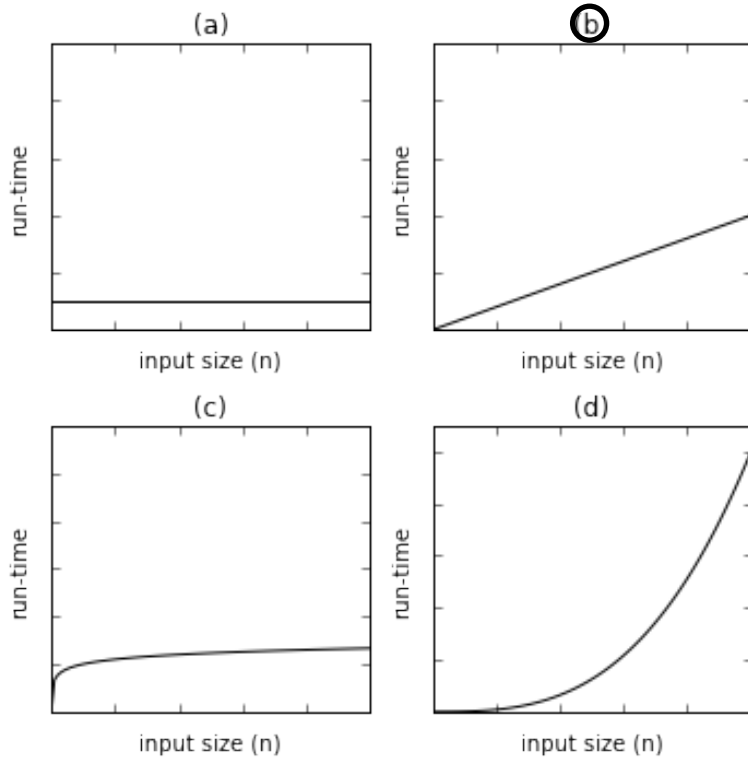 (a)
(b)
run-time
run-time
input size (n)
input size (n)
(c)
(d)
run-time
run-time
input size (n)
input size (n)